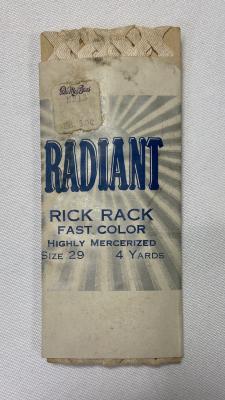 RADIANT
RICK RACK
FAST COLOR
HIGHLY MERCERIZED
SIZE 29 4 YARDS